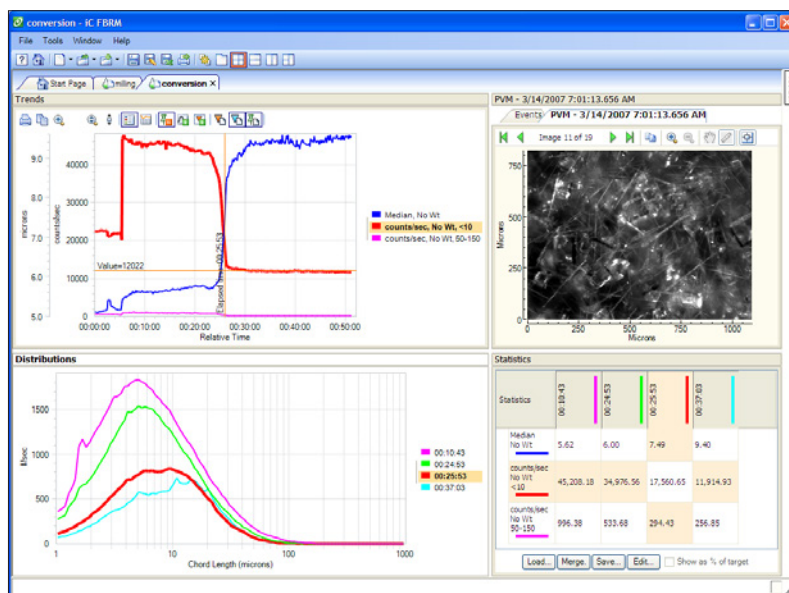 conversion - iC FBRM
File Tools Window Help
Start Page
milling
conversion X
Trends
9.0
8.0
7.0
6.0
5.0
microns
40000
30000
20000
10000
0
counts/sec
Value=12022
Elapsed time=00:25:53
00:00:00 00:10:00 00:20:00 00:30:00 00:40:00 00:50:00
Relative Time
Median, No Wt
counts/sec, No Wt, <10
counts/sec, No Wt, 50-150
PVM - 3/14/2007 7:01:13.656 AM
Events PVM - 3/14/2007 7:01:13.656 AM
Image 11 of 19
750
500
250
0
Microns
0 250 500 750 1000
Microns
Distributions
1500
1000
500
0
#/sec
1 10 100 1000
Chord Length (microns)
00:10:43
00:24:53
00:25:53
00:37:03
Statistics
Statistics 00:10:43 00:24:53 00:25:53 00:37:03
Median
No Wt
5.62 6.00 7.49 9.40
counts/sec
No Wt
<10
45,208.18 34,976.56 17,560.65 11,914.93
counts/sec
No Wt
50-150
996.38 533.68 294.43 256.85
Load... Merge. Save... Edit... Show as % of target